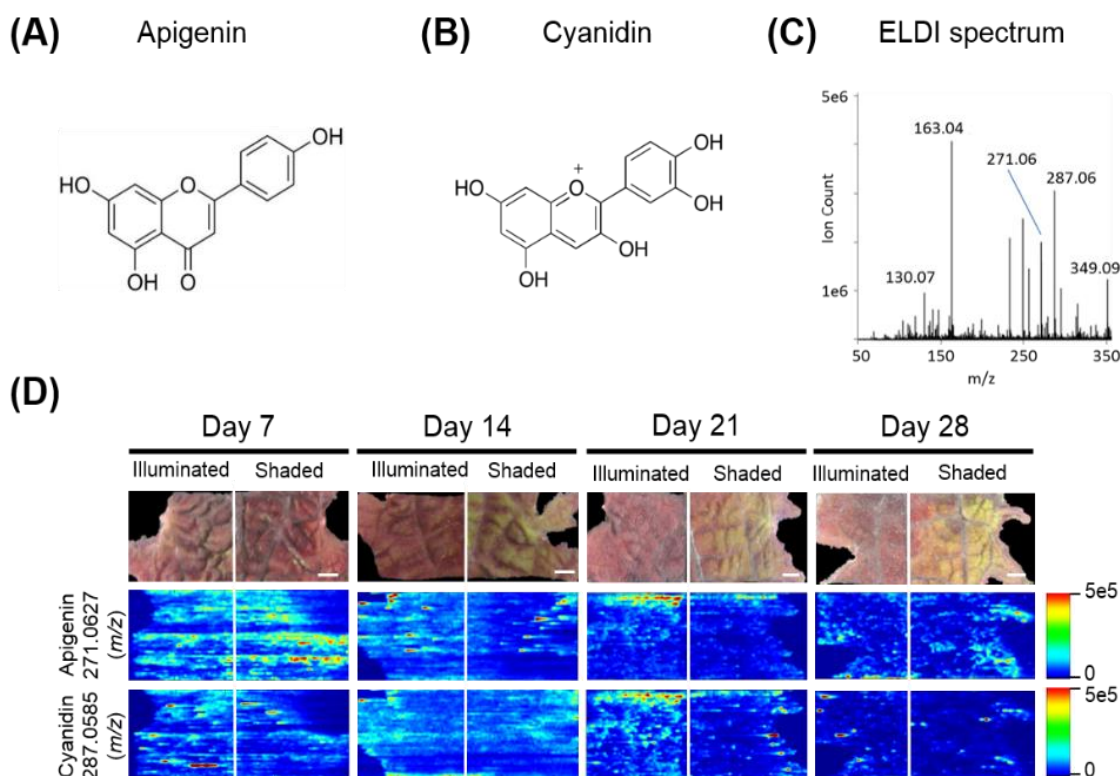 (A) Apigenin (B) Cyanidin (C) ELDI spectrum
OH
HO
O
OH O
OH
+
HO O
OH
OH
OH
5e6
163.04
271.06
287.06
Ion Count
130.07
349.09
1e6
50 150 250 350
m/z
(D)
Day 7 Day 14 Day 21 Day 28
Illuminated Shaded Illuminated Shaded Illuminated Shaded Illuminated Shaded
Apigenin
271.0627
(m/z)
5e5
0
Cyanidin
287.0585
(m/z)
5e5
0